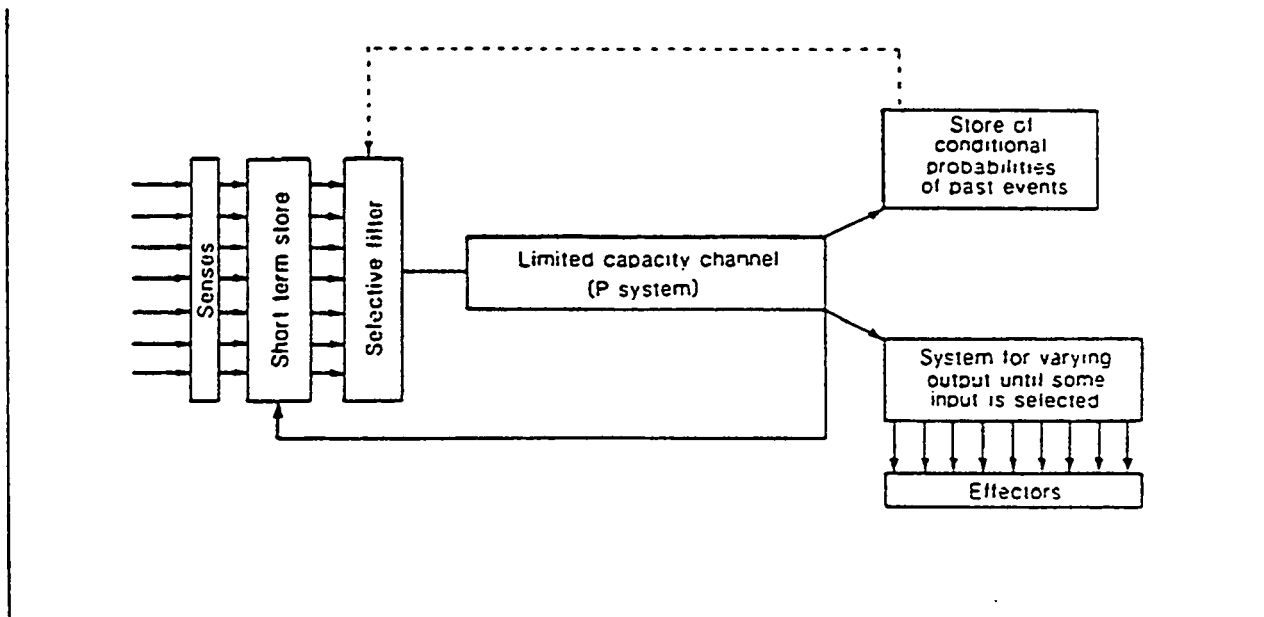 Senses
Short term store
Selective filter
Limited capacity channel
(P system)
Store of
conditional
probabilities
of past events
System for varying
output until some
input is selected
Effectors